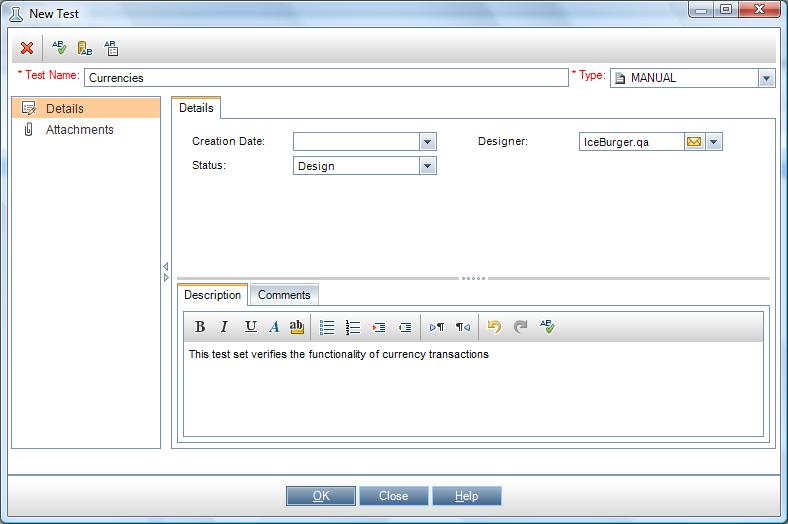 New Test
* Test Name: Currencies * Type: MANUAL
Details
Attachments
Details
Creation Date: Designer: IceBurger.qa
Status: Design
Description Comments
B I U A ab
This test set verifies the functionality of currency transactions
OK Close Help